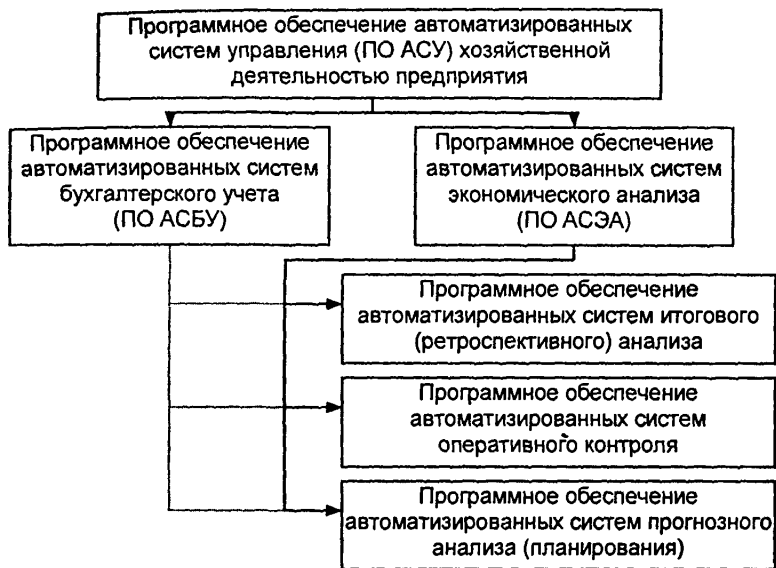 Программное обеспечение автоматизированных
систем управления (ПО АСУ) хозяйственной
деятельностью предприятия
Программное обеспечение
автоматизированных систем
бухгалтерского учета
(ПО АСБУ)
Программное обеспечение
автоматизированных систем
экономического анализа
(ПО АСЭА)
Программное обеспечение
автоматизированных систем итогового
(ретроспективного) анализа
Программное обеспечение
автоматизированных систем
оперативного контроля
Программное обеспечение
автоматизированных систем прогнозного
анализа (планирования)